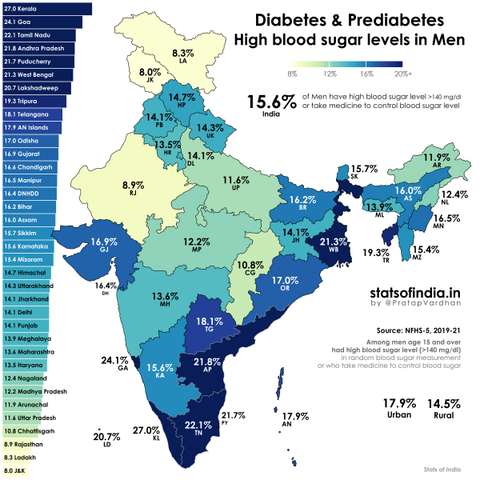 27.0 Kerala
24.1 Goa
22.1 Tamil Nadu
21.8 Andhra Pradesh
21.7 Puducherry
21.3 West Bengal
20.7 Lakshadweep
19.3 Tripura
18.1 Telangana
17.9 AN Islands
17.0 Odisha
16.9 Gujarat
16.6 Chandigarh
16.5 Manipur
16.4 DNHDD
16.2 Bihar
16.0 Assam
15.7 Sikkim
15.6 Karnataka
15.4 Mizoram
14.7 Himachal
14.3 Uttarakhand
14.1 Jharkhand
14.1 Delhi
14.1 Punjab
13.9 Meghalaya
13.6 Maharashtra
13.5 Haryana
12.4 Nagaland
12.2 Madhya Pradesh
11.9 Arunachal
11.6 Uttar Pradesh
10.8 Chhattisgarh
8.9 Rajasthan
8.3 Ladakh
8.0 J&K
Diabetes & Prediabetes
High blood sugar levels in Men
8% 12% 16% 20%+
15.6%
India
of Men have high blood sugar level >140 mg/dl
or take medicine to control blood sugar level
8.3%
LA
8.0%
JK
14.7%
HP
14.1%
PB
14.3%
UK
13.5%
HR
14.1%
DL
8.9%
RJ
11.6%
UP
16.2%
BR
15.7%
SK
11.9%
AR
16.0%
AS
12.4%
NL
13.9%
ML
16.5%
MN
19.3%
TR
15.4%
MZ
16.9%
GJ
12.2%
MP
14.1%
JH
21.3%
WB
16.4%
DH
10.8%
CG
17.0%
OR
13.6%
MH
18.1%
TG
24.1%
GA
15.6%
KA
21.8%
AP
22.1%
TN
21.7%
PY
27.0%
KL
20.7%
LD
17.9%
AN
statsofindia.in
by @PratapVardhan
Source: NFHS-5, 2019-21
Among men age 15 and over
had high blood sugar level (>140 mg/dl)
in random blood sugar measurement
or who take medicine to control blood sugar
17.9%
Urban
14.5%
Rural
Stats of India